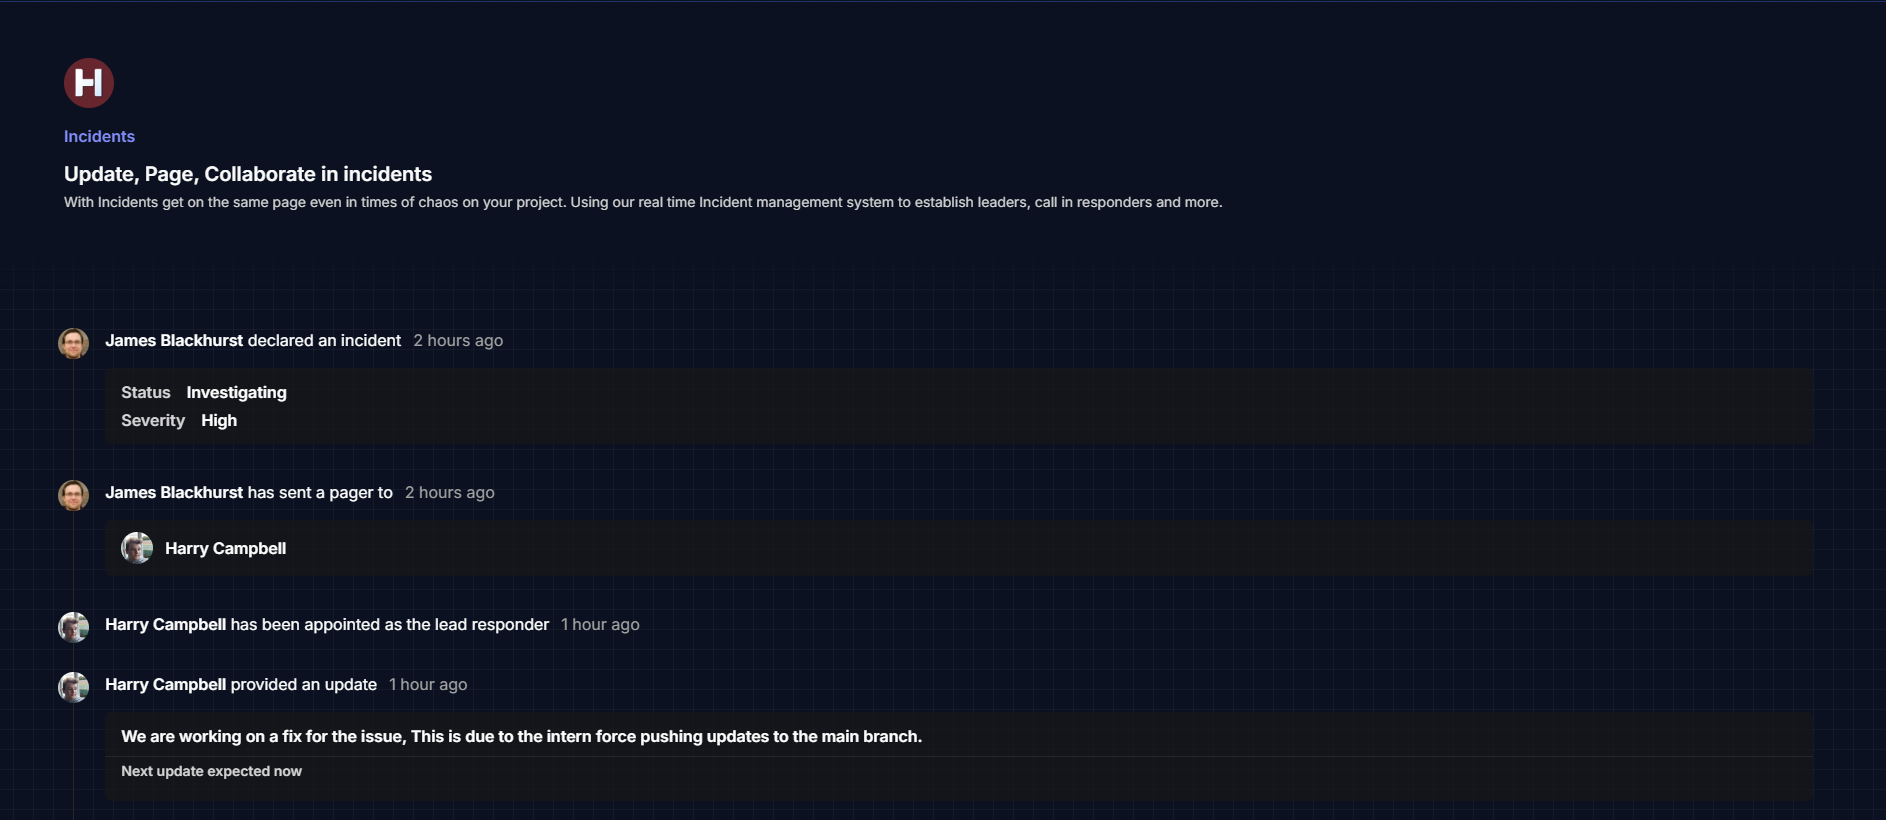 H
Incidents
Update, Page, Collaborate in incidents
With Incidents get on the same page even in times of chaos on your project. Using our real time Incident management system to establish leaders, call in responders and more.
James Blackhurst declared an incident 2 hours ago
Status Investigating
Severity High
James Blackhurst has sent a pager to 2 hours ago
Harry Campbell
Harry Campbell has been appointed as the lead responder 1 hour ago
Harry Campbell provided an update 1 hour ago
We are working on a fix for the issue, This is due to the intern force pushing updates to the main branch.
Next update expected now